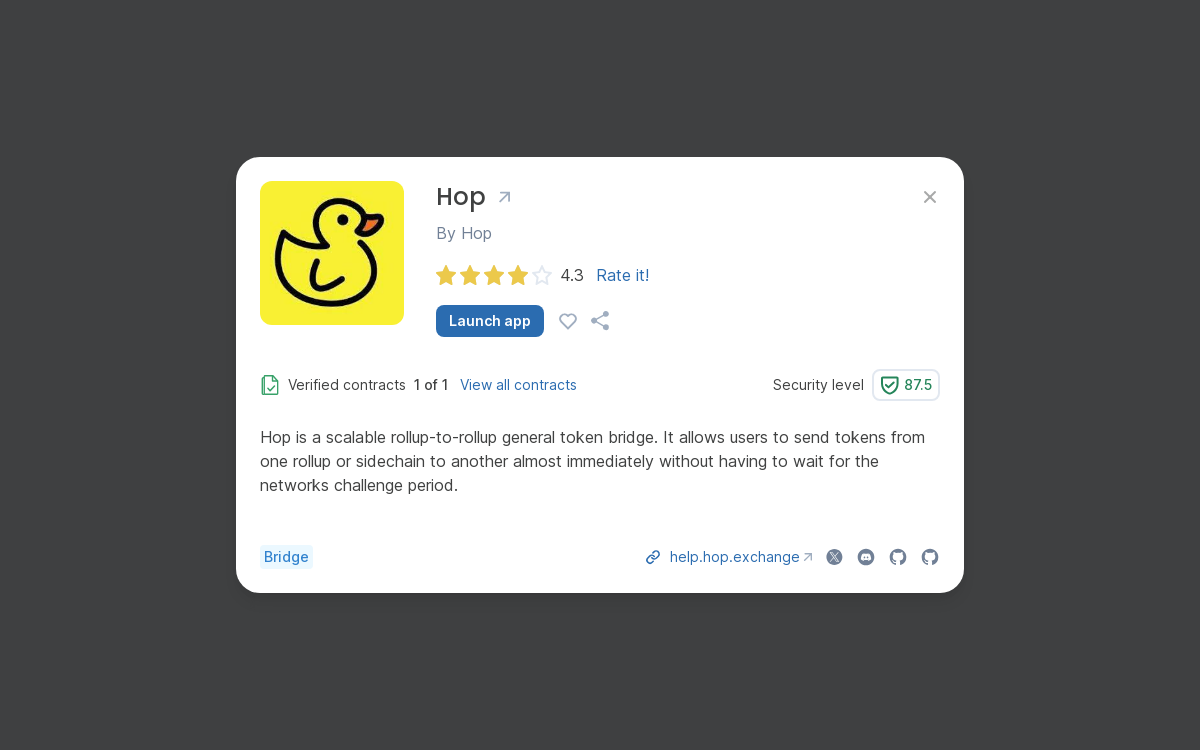 Hop
By Hop
4.3 Rate it!
Launch app
Verified contracts 1 of 1 View all contracts
Security level 87.5
Hop is a scalable rollup-to-rollup general token bridge. It allows users to send tokens from
one rollup or sidechain to another almost immediately without having to wait for the
networks challenge period.
Bridge
help.hop.exchange